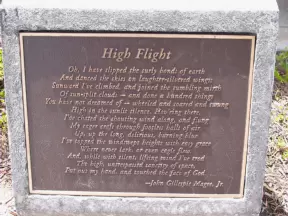 High Flight
Oh, I have slipped the surly bonds of earth
And danced the skies on laughter-silvered wings;
Sunward I've climbed, and joined the tumbling mirth
Of sun-split clouds - and done a hundred things
You have not dreamed of - wheeled and soared and swung
High in the sunlit silence. Hov'ring there,
I've chased the shouting wind along, and flung
My eager craft through footless halls of air.
Up, up the long, delirious, burning blue
I've topped the windswept heights with easy grace
Where never lark, or even eagle flew.
And, while with silent, lifting mind I've trod
The high, untrespassed sanctity of space,
Put out my hand, and touched the face of God.
—John Gillespie Magee, Jr.